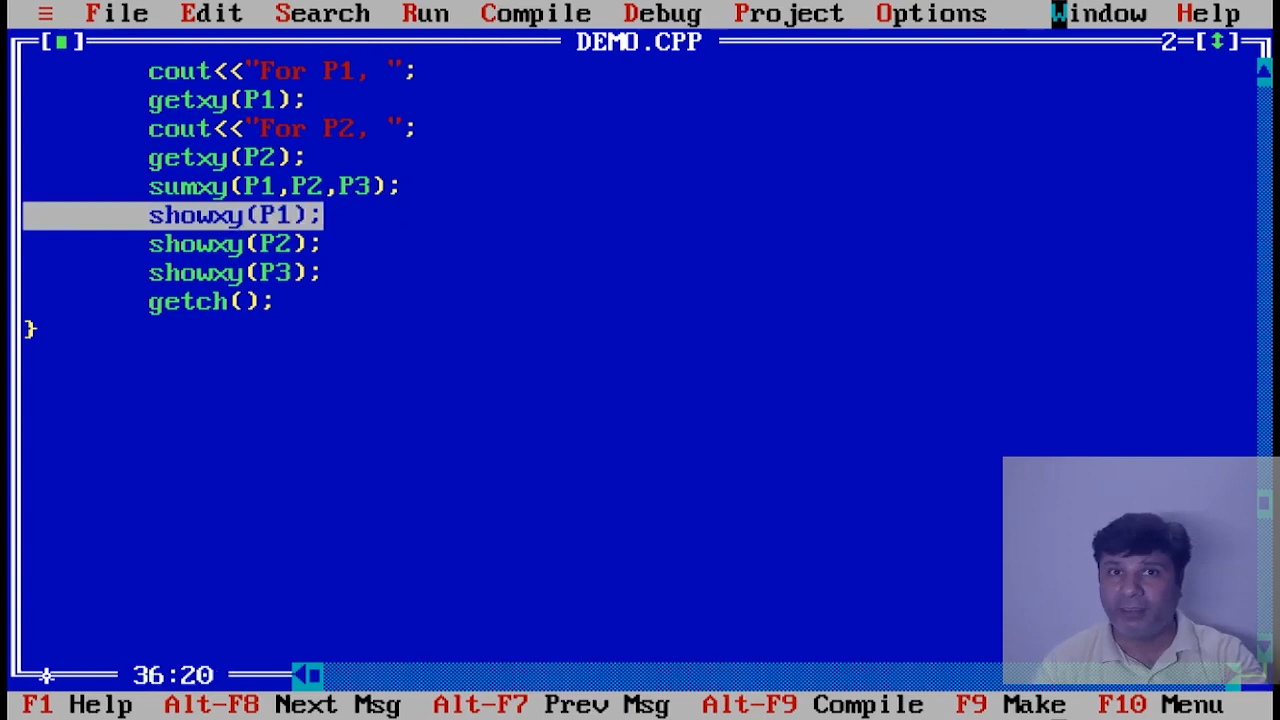 ≡ File Edit Search Run Compile Debug Project Options Window Help
[■] DEMO.CPP 2=[↕]
cout<<"For P1, ";
getxy(P1);
cout<<"For P2, ";
getxy(P2);
sumxy(P1,P2,P3);
showxy(P1);
showxy(P2);
showxy(P3);
getch();
}
36:20
F1 Help Alt-F8 Next Msg Alt-F7 Prev Msg Alt-F9 Compile F9 Make F10 Menu